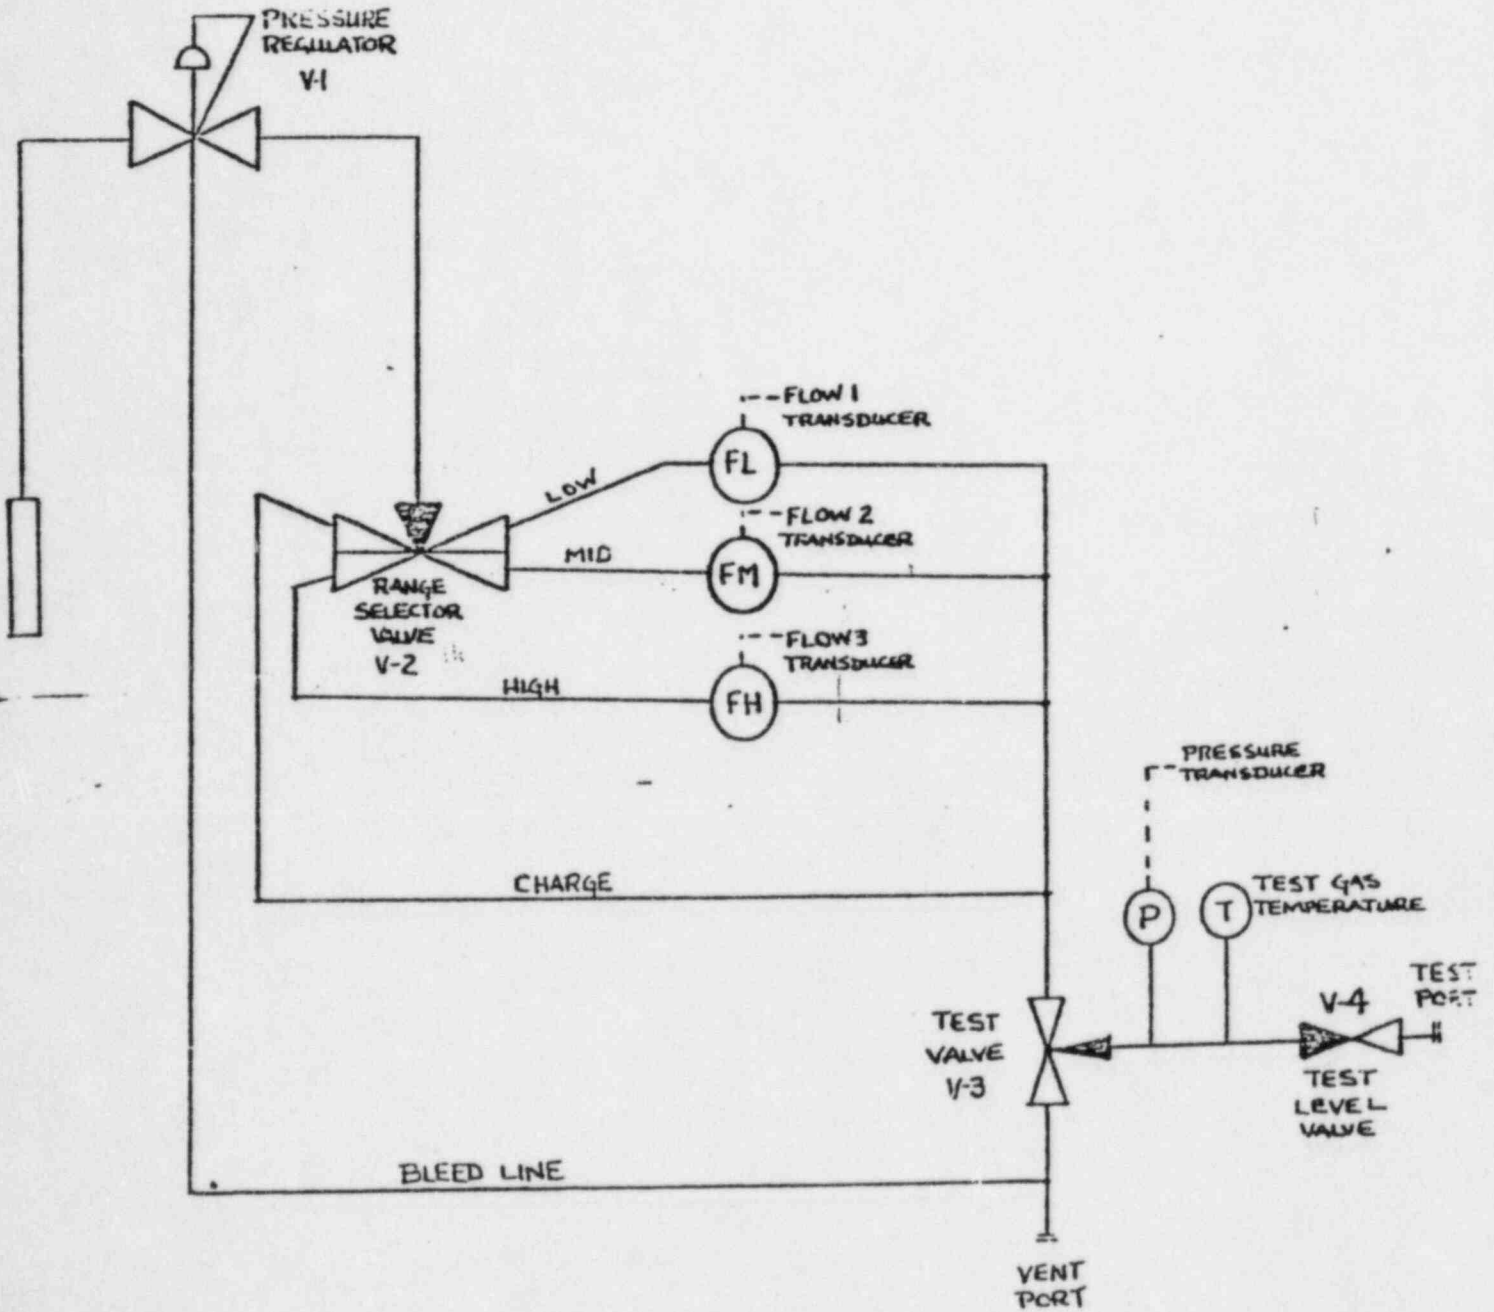 PRESSURE
REGULATOR
V-1
FLOW 1
TRANSDUCER
LOW
FL
FLOW 2
TRANSDUCER
MID
FM
RANGE
SELECTOR
VALVE
V-2
FLOW 3
TRANSDUCER
HIGH
FH
PRESSURE
TRANSDUCER
CHARGE
P
T
TEST GAS
TEMPERATURE
TEST
PORT
V-4
TEST
VALVE
V-3
TEST
LEVEL
VALVE
BLEED LINE
VENT
PORT